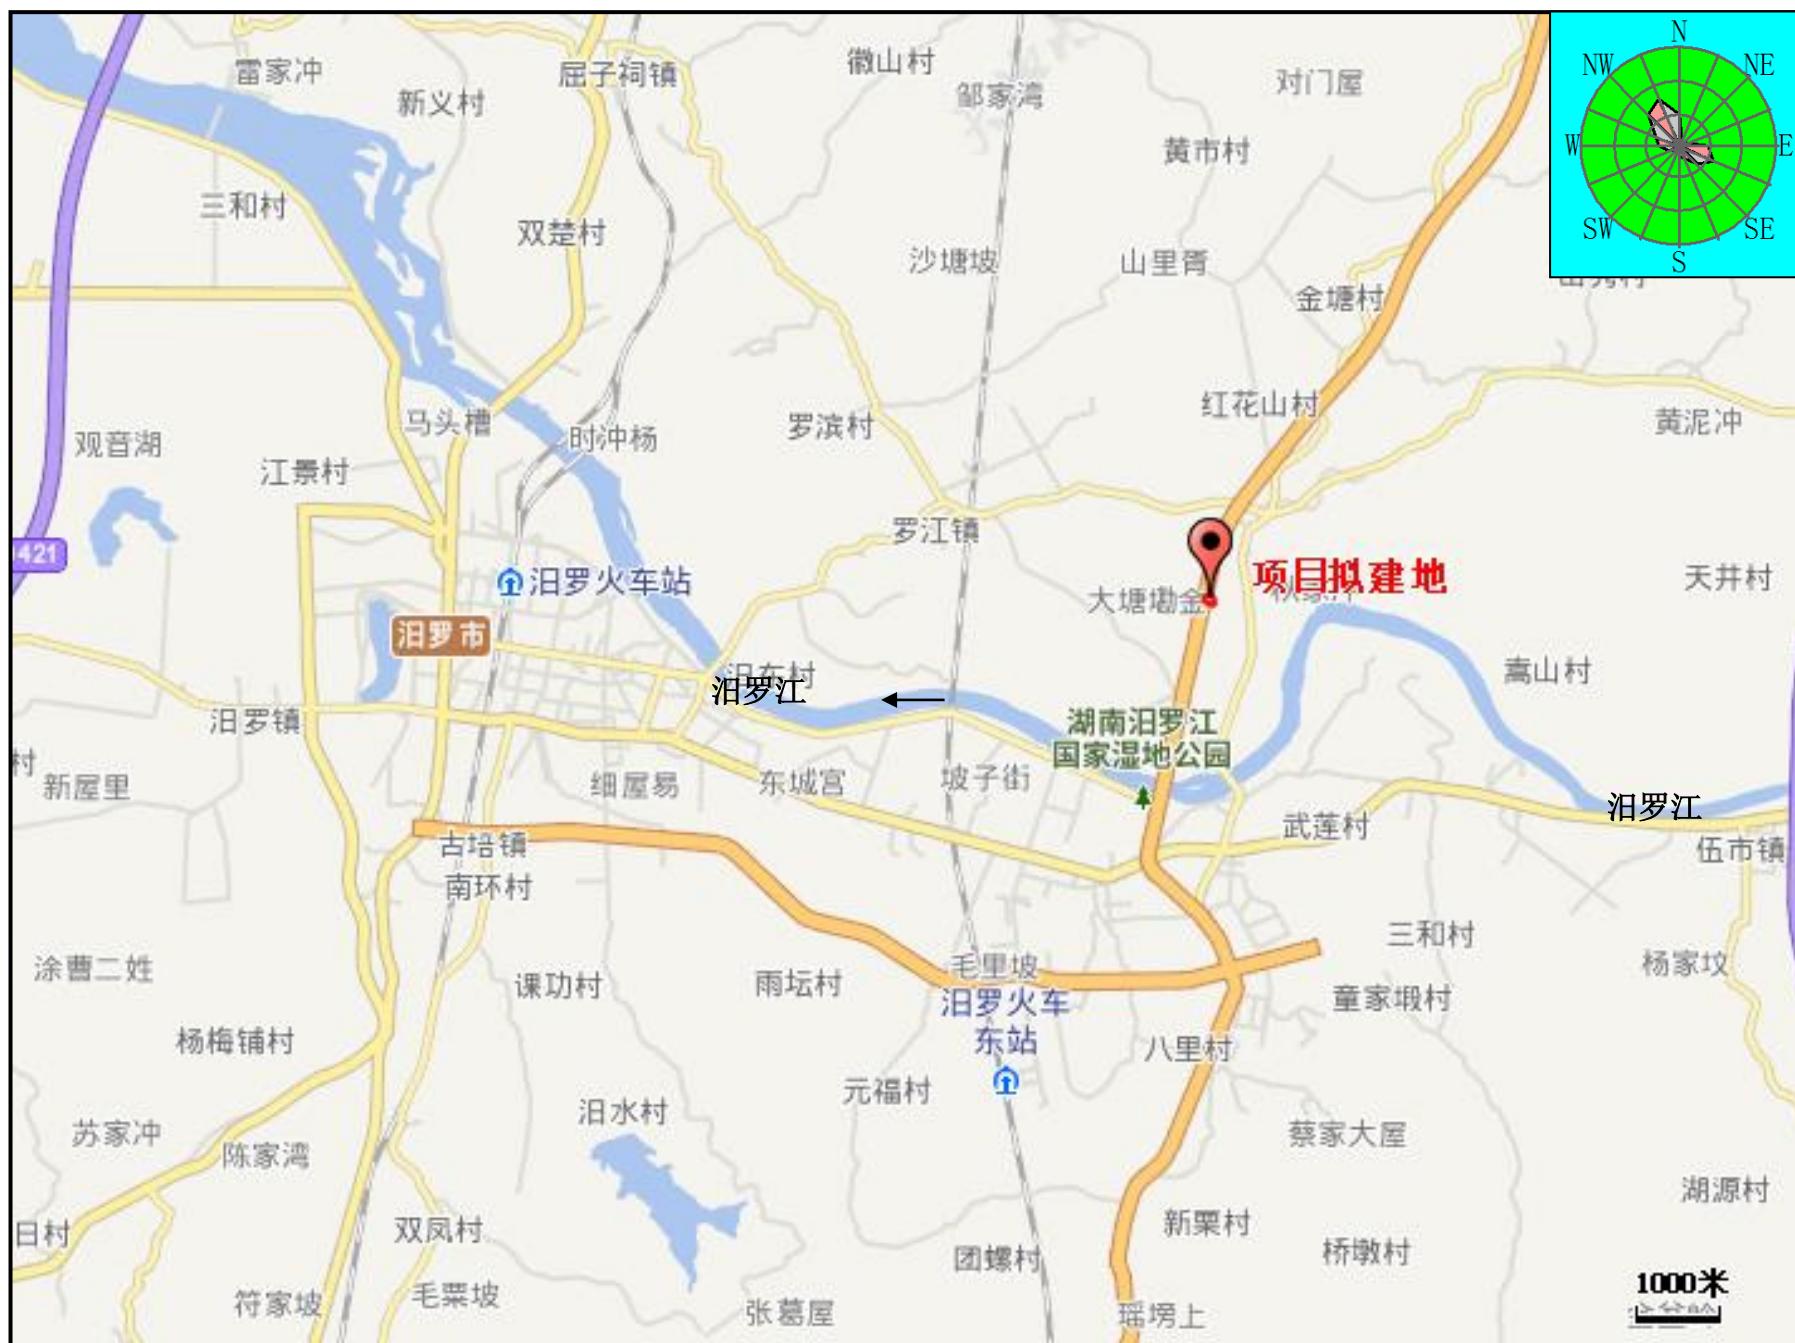 N
NW
NE
W
E
SW
SE
S
雷家冲
新义村
屈子祠镇
徽山村
邹家湾
对门屋
黄市村
三和村
双楚村
沙塘坡
山里胥
金塘村
马头槽
时冲杨
罗滨村
红花山村
黄泥冲
观音湖
江景村
罗江镇
421
汨罗火车站
大塘墈金
项目拟建地
天井村
汨罗市
汨东村
汨罗江
嵩山村
汨罗镇
湖南汨罗江
国家湿地公园
村
新屋里
细屋易
东城宫
坡子街
汨罗江
武莲村
古培镇
伍市镇
南环村
三和村
涂曹二姓
课功村
雨坛村
毛里坡
杨家坟
汨罗火车
东站
童家塅村
杨梅铺村
八里村
元福村
汨水村
苏家冲
陈家湾
蔡家大屋
湖源村
日村
双凤村
新栗村
团螺村
桥墩村
1000米
符家坡
毛粟坡
张葛屋
瑶塝上